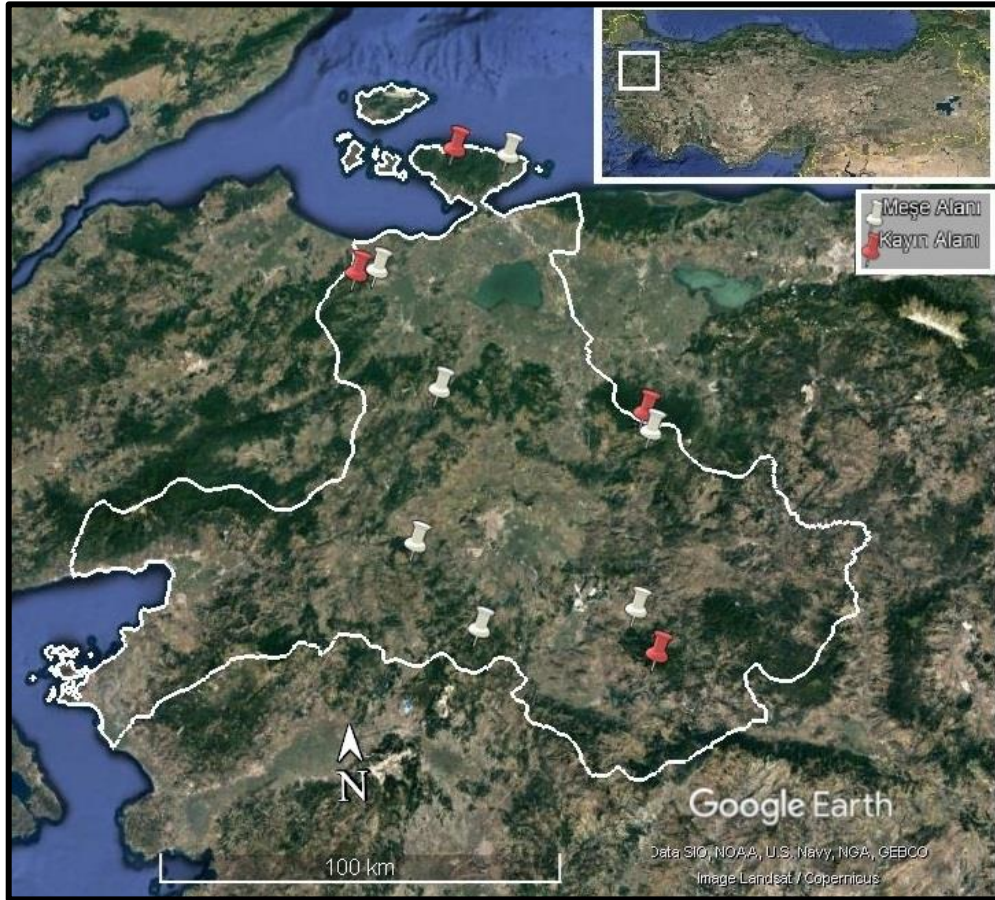 Meşe Alanı
Kayın Alanı
N
Google Earth
Data SIO, NOAA, U.S. Navy, NGA, GEBCO
Image Landsat / Copernicus
100 km